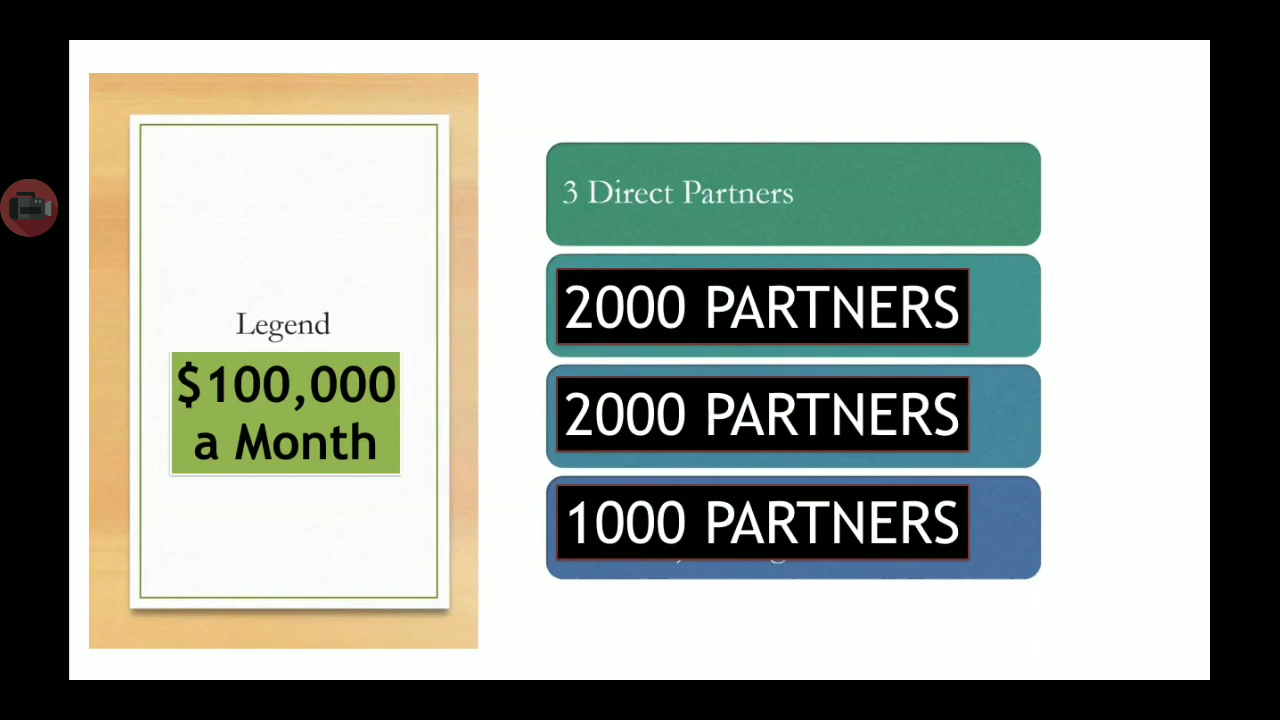 Legend
$100,000
a Month
3 Direct Partners
2000 PARTNERS
2000 PARTNERS
1000 PARTNERS